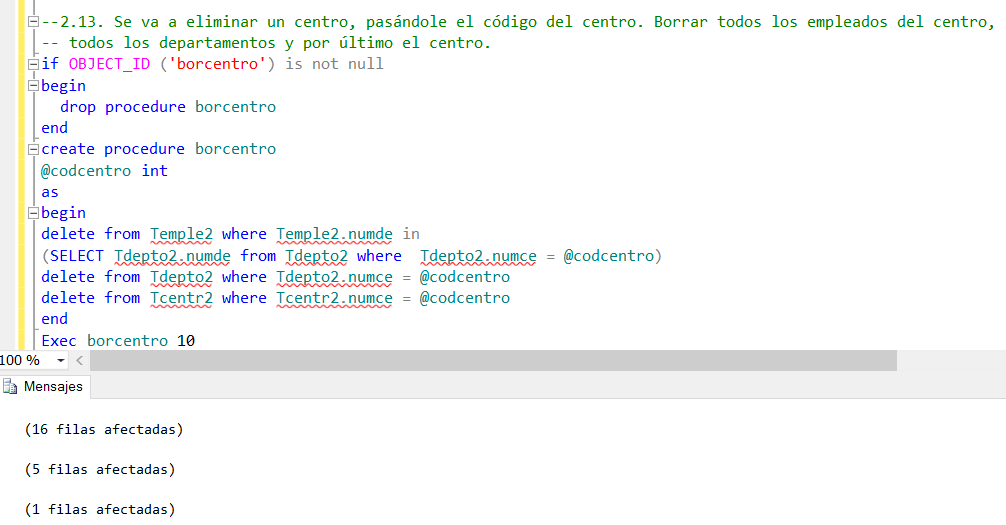 --2.13. Se va a eliminar un centro, pasándole el código del centro. Borrar todos los empleados del centro,
-- todos los departamentos y por último el centro.
if OBJECT_ID ('borcentro') is not null
begin
  drop procedure borcentro
end
create procedure borcentro
@codcentro int
as
begin
delete from Temple2 where Temple2.numde in
(SELECT Tdepto2.numde from Tdepto2 where  Tdepto2.numce = @codcentro)
delete from Tdepto2 where Tdepto2.numce = @codcentro
delete from Tcentr2 where Tcentr2.numce = @codcentro
end
Exec borcentro 10
100 %
Mensajes
(16 filas afectadas)
(5 filas afectadas)
(1 filas afectadas)